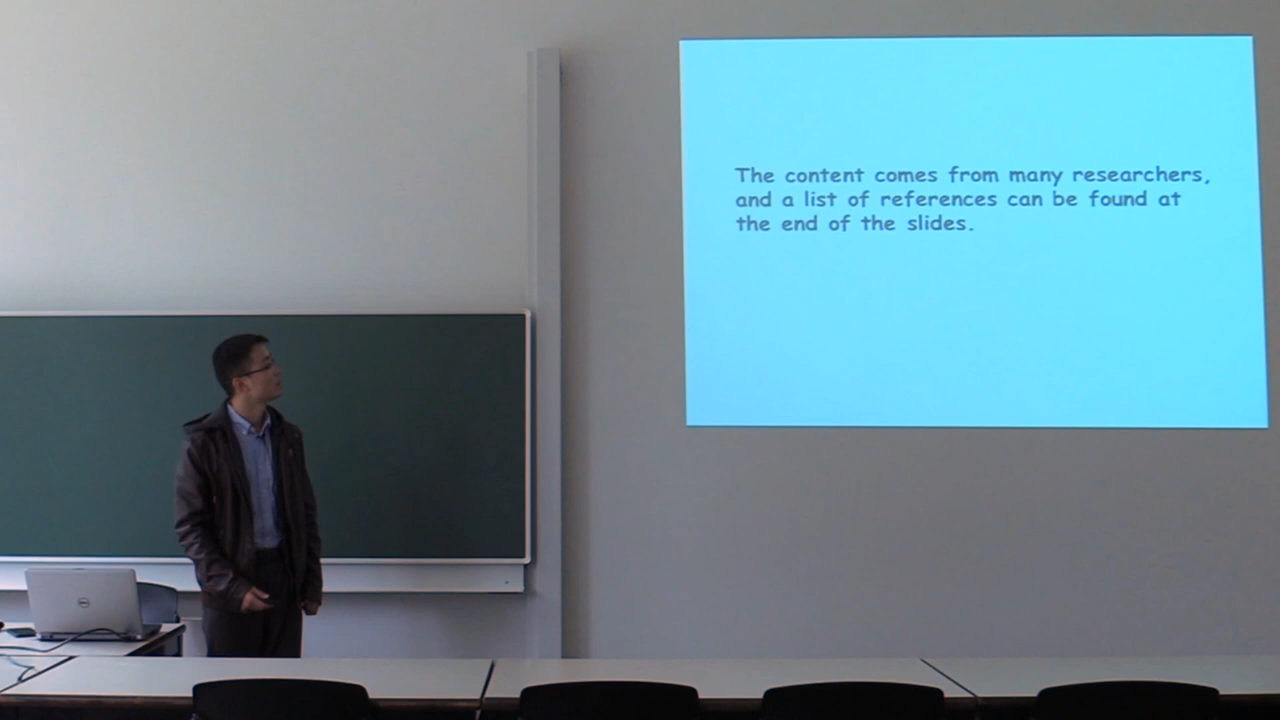 The content comes from many researchers,
and a list of references can be found at
the end of the slides.
DELL